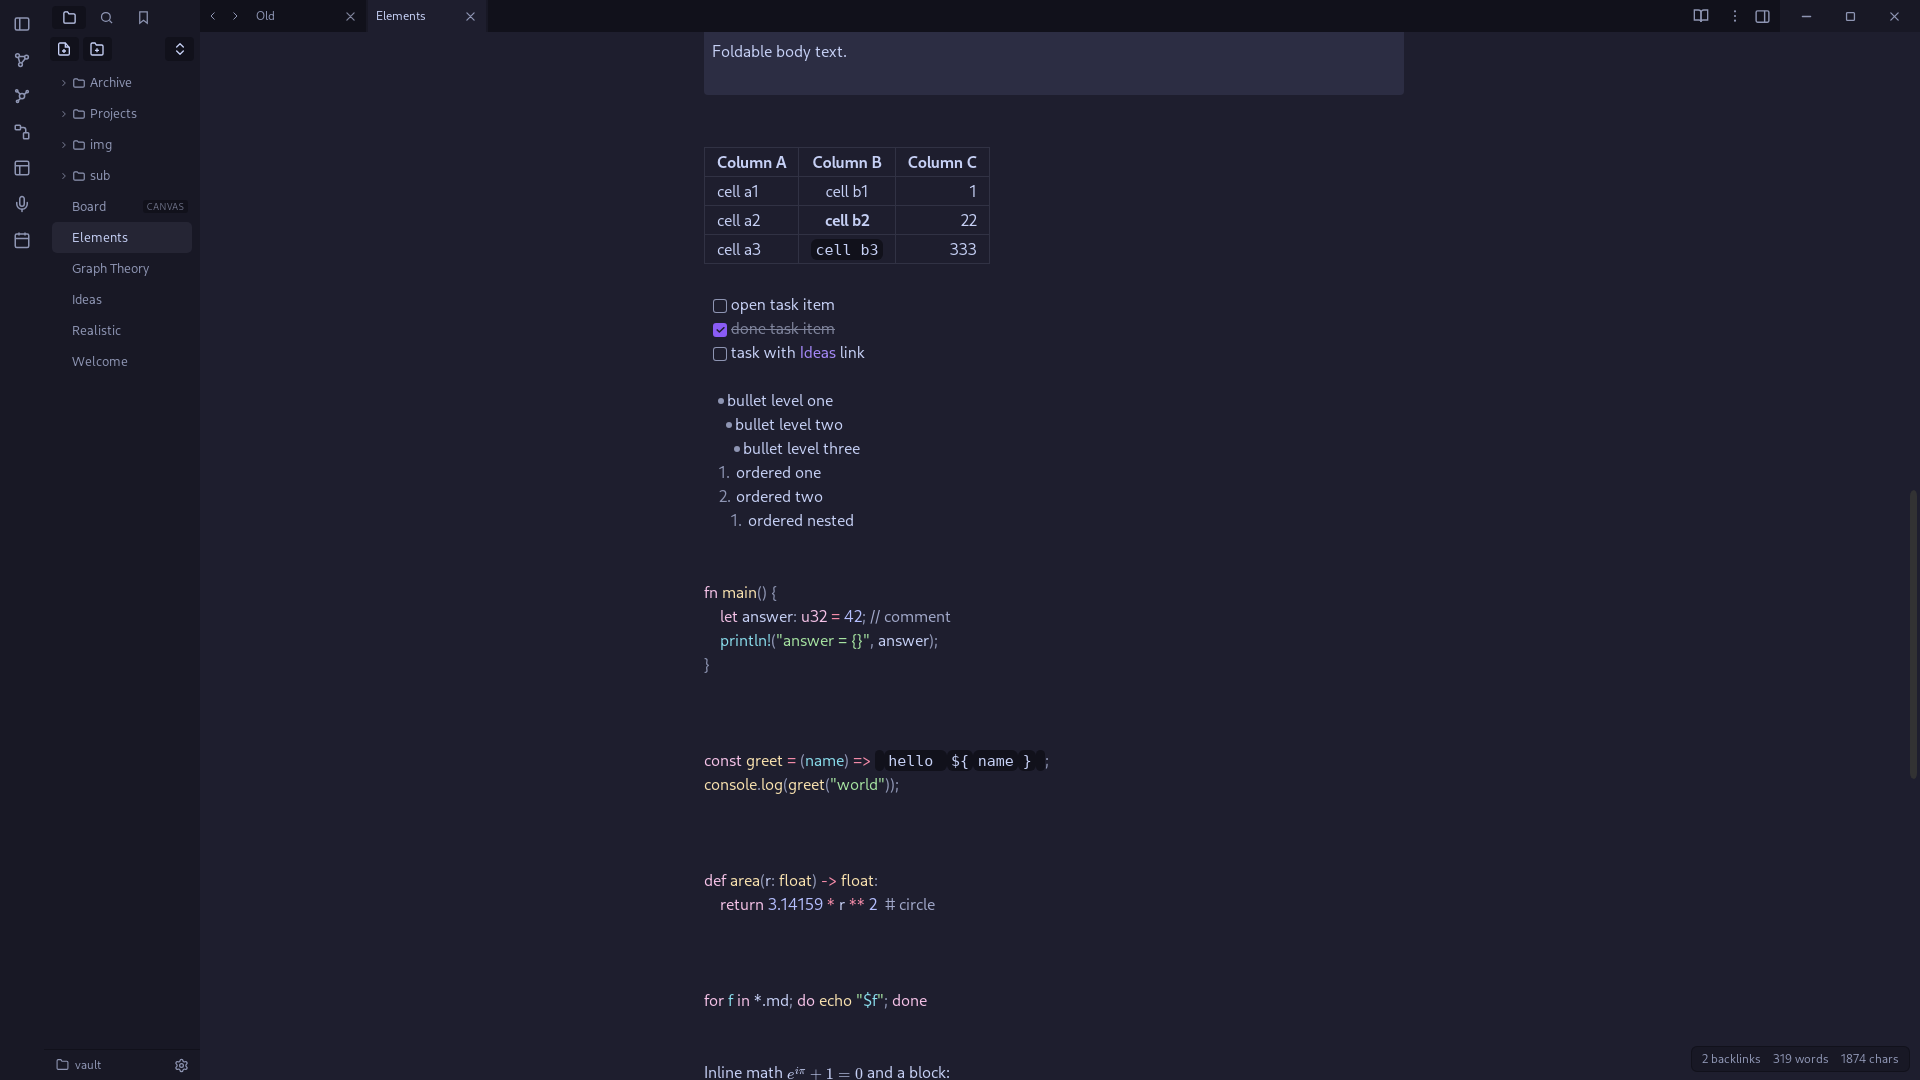 Old
Elements
Archive
Projects
img
sub
Board CANVAS
Elements
Graph Theory
Ideas
Realistic
Welcome
vault
Foldable body text.
Column A Column B Column C
cell a1 cell b1 1
cell a2 cell b2 22
cell a3 cell b3 333
open task item
done task item
task with Ideas link
bullet level one
bullet level two
bullet level three
1. ordered one
2. ordered two
1. ordered nested
fn main() {
    let answer: u32 = 42; // comment
    println!("answer = {}", answer);
}
const greet = (name) => hello ${ name } ;
console.log(greet("world"));
def area(r: float) -> float:
    return 3.14159 * r ** 2  # circle
for f in *.md; do echo "$f"; done
Inline math e^{iπ} + 1 = 0 and a block:
2 backlinks 319 words 1874 chars